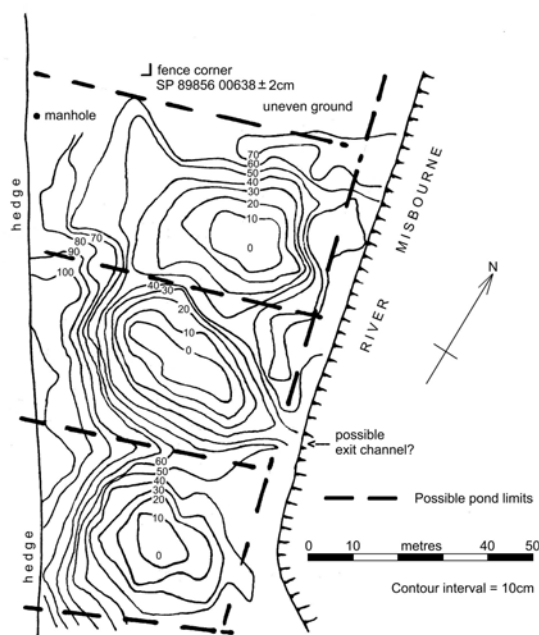 fence corner
SP 89856 00638 ± 2cm
uneven ground
manhole
hedge
70
60
50
40
30
20
10
0
RIVER MISBOURNE
N
80
70
90
100
40
30
20
10
0
possible
exit channel?
60
50
40
30
20
10
0
hedge
Possible pond limits
0 10 metres 40 50
Contour interval = 10cm